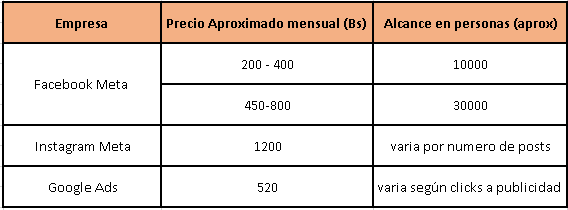 Empresa Precio Aproximado mensual (Bs) Alcance en personas (aprox)
Facebook Meta
200 - 400 10000
450-800 30000
Instagram Meta 1200 varia por numero de posts
Google Ads 520 varia según clicks a publicidad